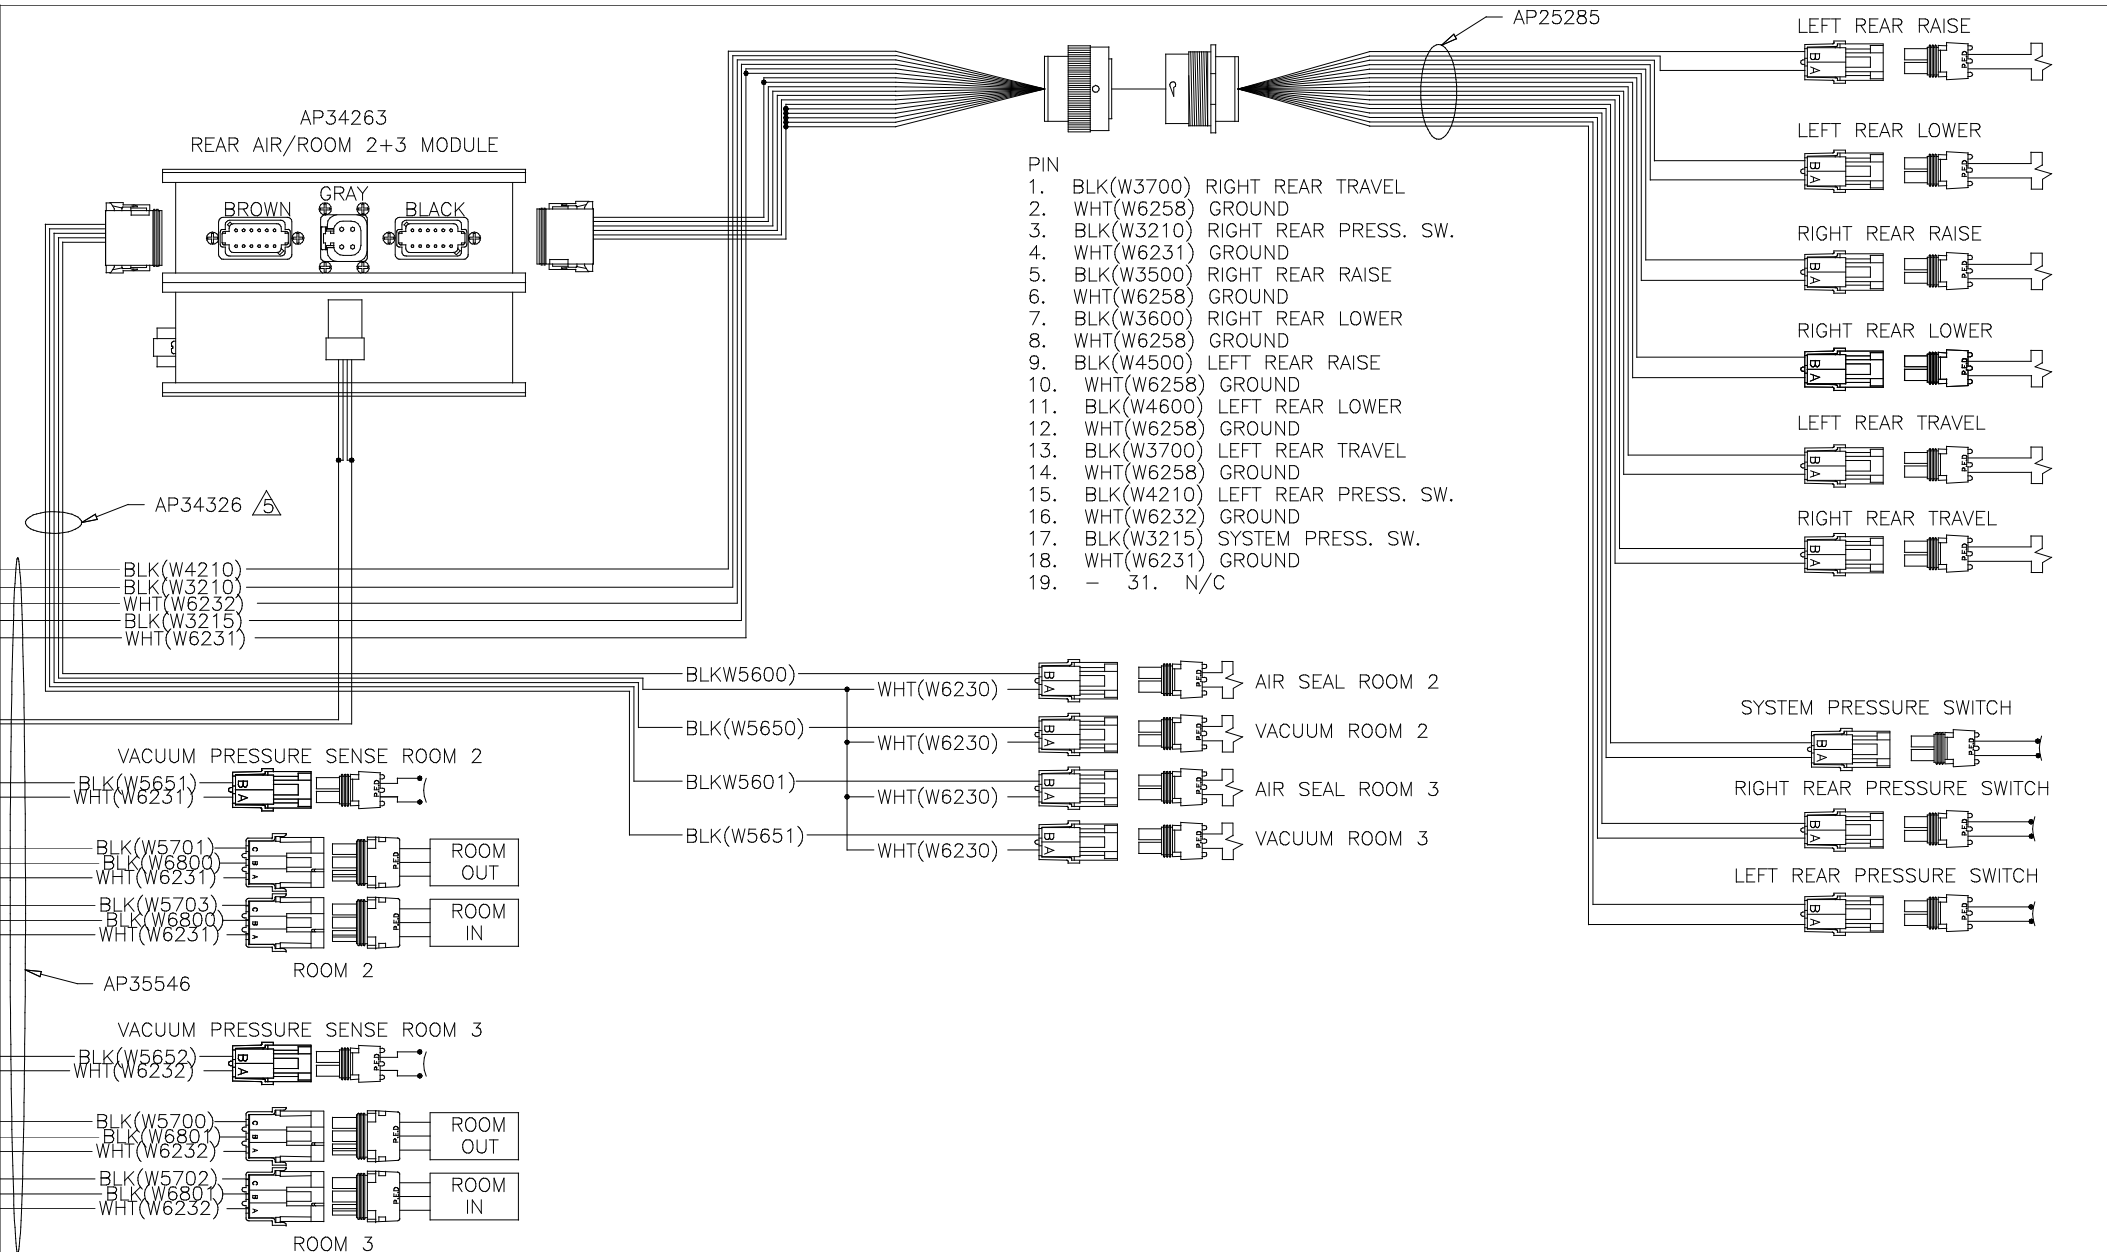 AP25285
LEFT REAR RAISE
B A
P.E.D
AP34263
REAR AIR/ROOM 2+3 MODULE
GRAY
BROWN
BLACK
LEFT REAR LOWER
B A
P.E.D
RIGHT REAR RAISE
B A
P.E.D
RIGHT REAR LOWER
B A
P.E.D
LEFT REAR TRAVEL
B A
P.E.D
RIGHT REAR TRAVEL
B A
P.E.D
PIN
1. BLK(W3700) RIGHT REAR TRAVEL
2. WHT(W6258) GROUND
3. BLK(W3210) RIGHT REAR PRESS. SW.
4. WHT(W6231) GROUND
5. BLK(W3500) RIGHT REAR RAISE
6. WHT(W6258) GROUND
7. BLK(W3600) RIGHT REAR LOWER
8. WHT(W6258) GROUND
9. BLK(W4500) LEFT REAR RAISE
10. WHT(W6258) GROUND
11. BLK(W4600) LEFT REAR LOWER
12. WHT(W6258) GROUND
13. BLK(W3700) LEFT REAR TRAVEL
14. WHT(W6258) GROUND
15. BLK(W4210) LEFT REAR PRESS. SW.
16. WHT(W6232) GROUND
17. BLK(W3215) SYSTEM PRESS. SW.
18. WHT(W6231) GROUND
19. - 31. N/C
AP34326 5
BLK(W4210)
BLK(W3210)
WHT(W6232)
BLK(W3215)
WHT(W6231)
BLKW5600)
WHT(W6230)
B A
P.E.D
AIR SEAL ROOM 2
BLK(W5650)
WHT(W6230)
B A
P.E.D
VACUUM ROOM 2
BLKW5601)
WHT(W6230)
B A
P.E.D
AIR SEAL ROOM 3
BLK(W5651)
WHT(W6230)
B A
P.E.D
VACUUM ROOM 3
SYSTEM PRESSURE SWITCH
B A
P.E.D
RIGHT REAR PRESSURE SWITCH
B A
P.E.D
LEFT REAR PRESSURE SWITCH
B A
P.E.D
VACUUM PRESSURE SENSE ROOM 2
BLK(W5651)
WHT(W6231)
B A
P.E.D
BLK(W5701)
BLK(W6800)
WHT(W6231)
C B A
P.E.D
ROOM
OUT
BLK(W5703)
BLK(W6800)
WHT(W6231)
C B A
P.E.D
ROOM
IN
ROOM 2
AP35546
VACUUM PRESSURE SENSE ROOM 3
BLK(W5652)
WHT(W6232)
B A
P.E.D
BLK(W5700)
BLK(W6801)
WHT(W6232)
C B A
P.E.D
ROOM
OUT
BLK(W5702)
BLK(W6801)
WHT(W6232)
C B A
P.E.D
ROOM
IN
ROOM 3